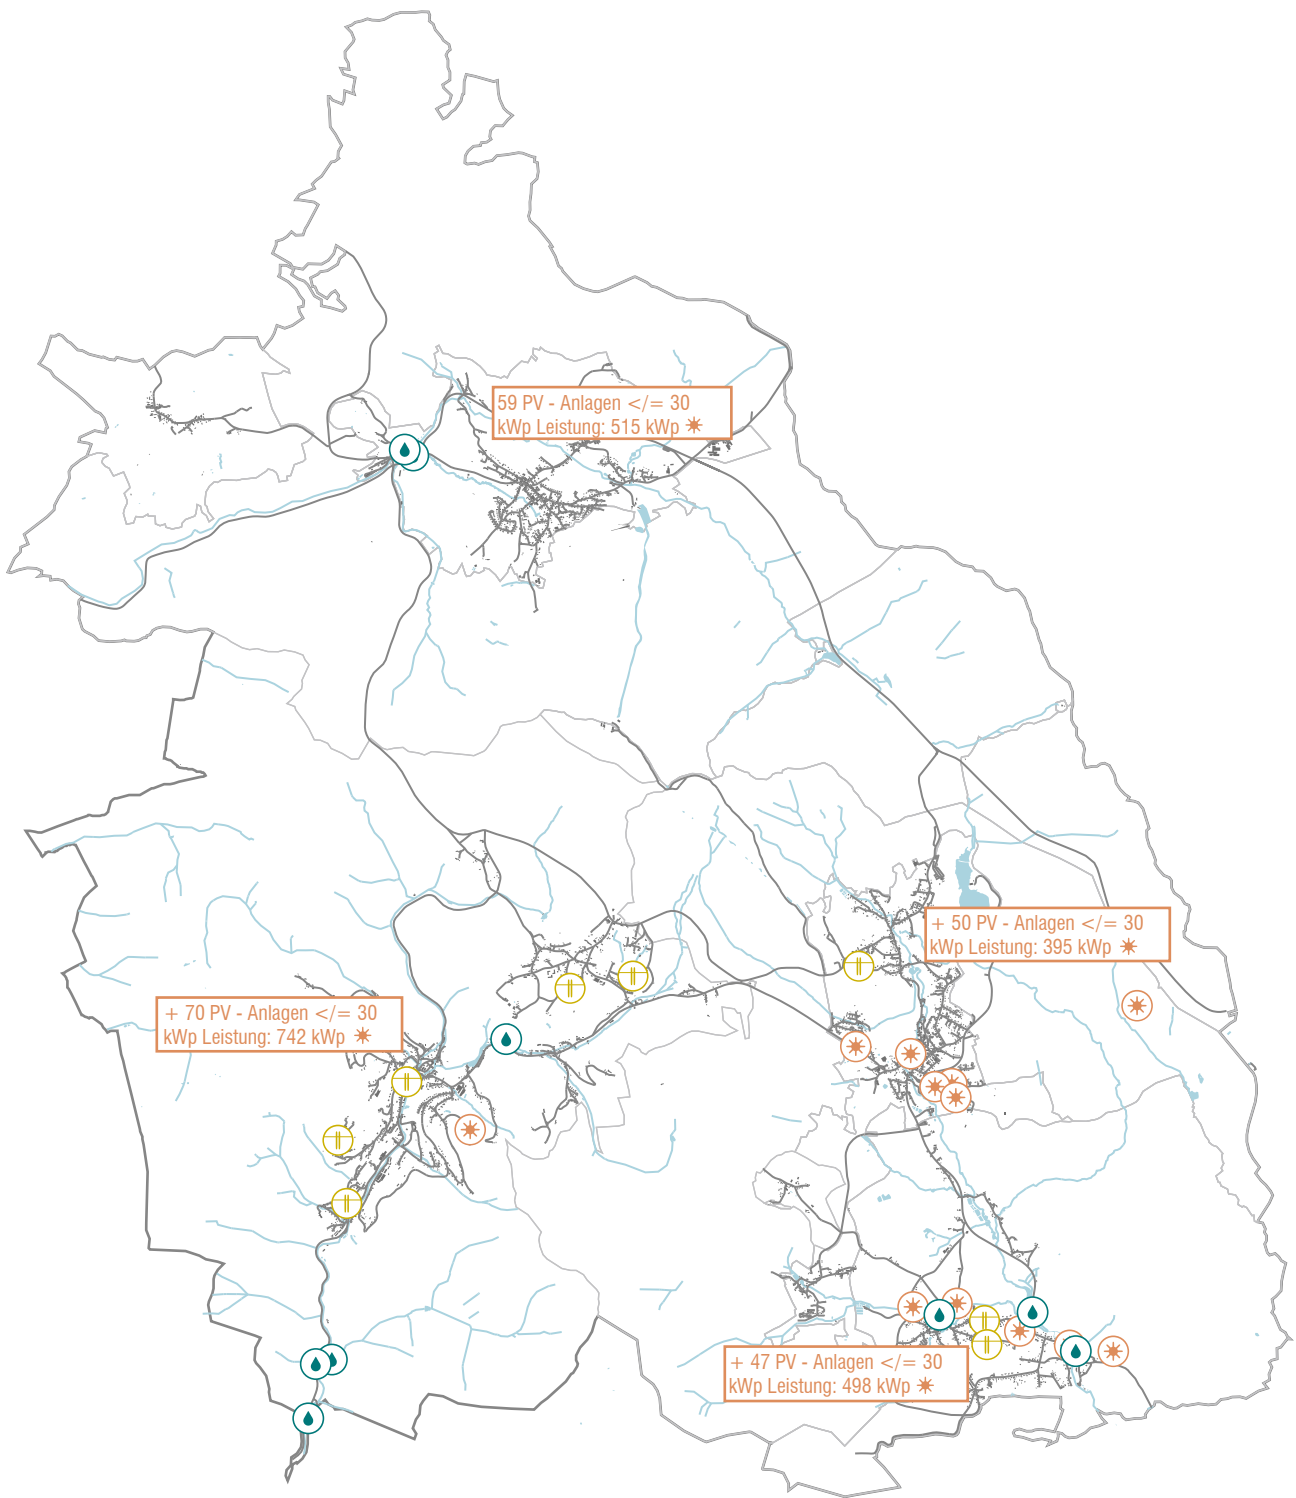 59 PV - Anlagen </= 30
kWp Leistung: 515 kWp
+ 50 PV - Anlagen </= 30
kWp Leistung: 395 kWp
+ 70 PV - Anlagen </= 30
kWp Leistung: 742 kWp
+ 47 PV - Anlagen </= 30
kWp Leistung: 498 kWp